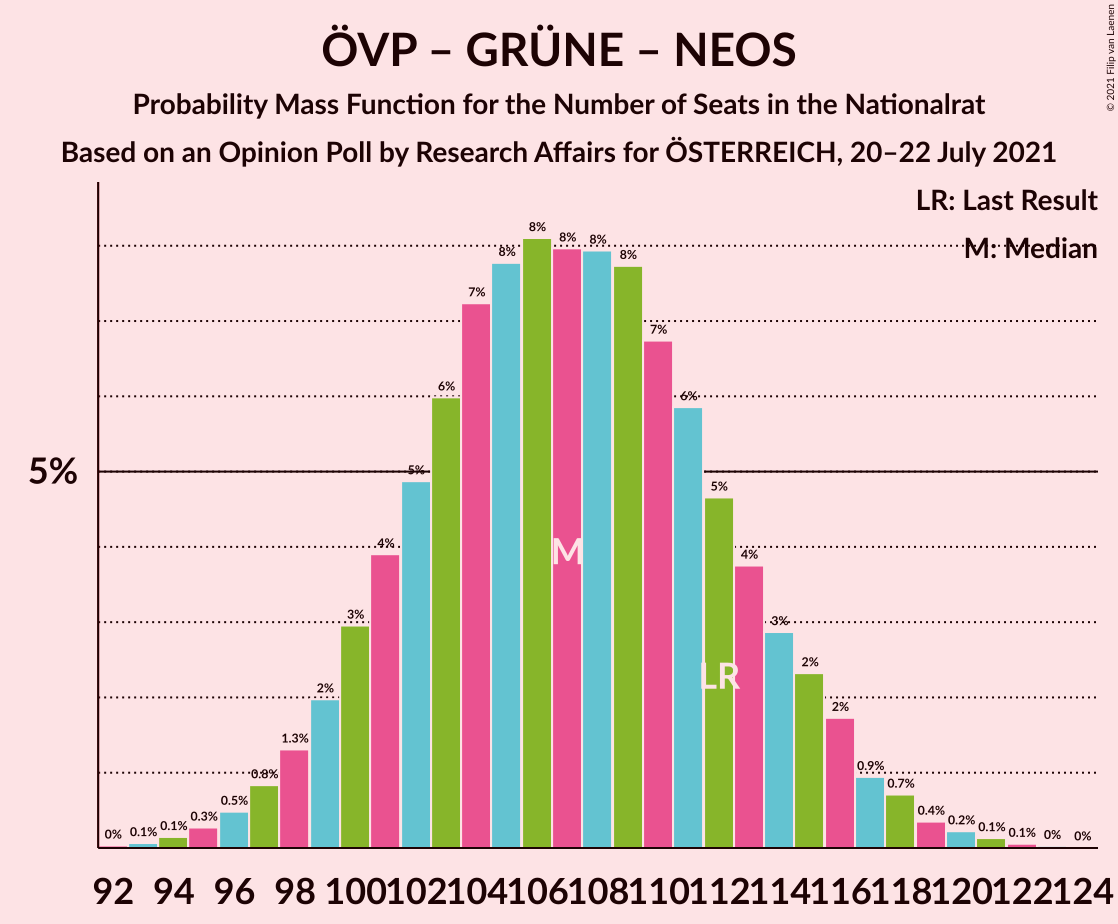 ÖVP – GRÜNE – NEOS
Probability Mass Function for the Number of Seats in the Nationalrat
Based on an Opinion Poll by Research Affairs for ÖSTERREICH, 20–22 July 2021
© 2021 Filip van Laenen
LR: Last Result
M: Median
5%
0% 0.1% 0.1% 0.3% 0.5% 0.8% 1.3% 2% 3% 4% 5% 6% 7% 8% 8% 8% 8% 8% 7% 6% 5% 4% 3% 2% 2% 0.9% 0.7% 0.4% 0.2% 0.1% 0.1% 0% 0%
M
LR
92 94 96 98 100 102 104 106 108 110 112 114 116 118 120 122 124